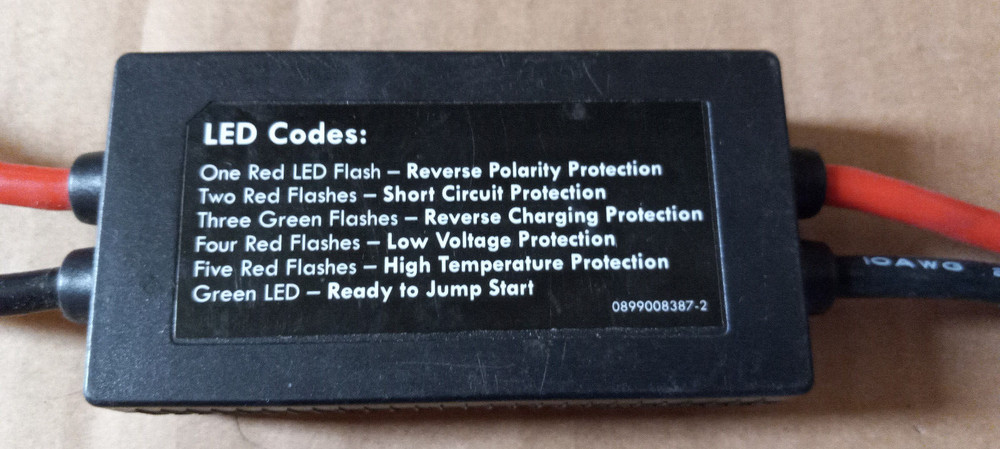 LED Codes:
One Red LED Flash – Reverse Polarity Protection
Two Red Flashes – Short Circuit Protection
Three Green Flashes – Reverse Charging Protection
Four Red Flashes – Low Voltage Protection
Five Red Flashes – High Temperature Protection
Green LED – Ready to Jump Start
0899008387-2
10AWG